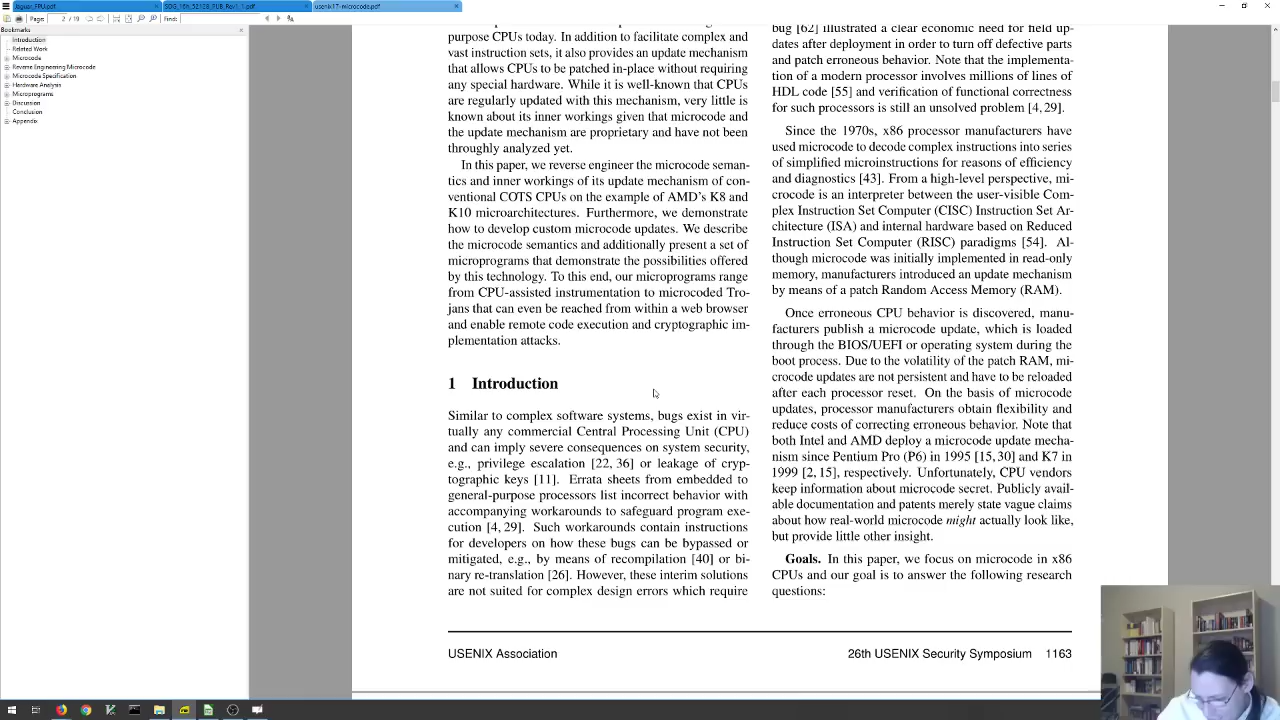 Jaguar_FPU.pdf
SOG_16h_52128_PUB_Rev1_1.pdf
usenix17-microcode.pdf
Page:
2 / 19
Find:
Bookmarks
Introduction
Related Work
Microcode
Reverse Engineering Microcode
Microcode Specification
Hardware Analysis
Microprograms
Discussion
Conclusion
Appendix
purpose CPUs today. In addition to facilitate complex and
vast instruction sets, it also provides an update mechanism
that allows CPUs to be patched in-place without requiring
any special hardware. While it is well-known that CPUs
are regularly updated with this mechanism, very little is
known about its inner workings given that microcode and
the update mechanism are proprietary and have not been
throughly analyzed yet.
In this paper, we reverse engineer the microcode seman-
tics and inner workings of its update mechanism of con-
ventional COTS CPUs on the example of AMD's K8 and
K10 microarchitectures. Furthermore, we demonstrate
how to develop custom microcode updates. We describe
the microcode semantics and additionally present a set of
microprograms that demonstrate the possibilities offered
by this technology. To this end, our microprograms range
from CPU-assisted instrumentation to microcoded Tro-
jans that can even be reached from within a web browser
and enable remote code execution and cryptographic im-
plementation attacks.
1 Introduction
Similar to complex software systems, bugs exist in vir-
tually any commercial Central Processing Unit (CPU)
and can imply severe consequences on system security,
e.g., privilege escalation [22, 36] or leakage of cryp-
tographic keys [11]. Errata sheets from embedded to
general-purpose processors list incorrect behavior with
accompanying workarounds to safeguard program exe-
cution [4, 29]. Such workarounds contain instructions
for developers on how these bugs can be bypassed or
mitigated, e.g., by means of recompilation [40] or bi-
nary re-translation [26]. However, these interim solutions
are not suited for complex design errors which require
bug [62] illustrated a clear economic need for held up-
dates after deployment in order to turn off defective parts
and patch erroneous behavior. Note that the implementa-
tion of a modern processor involves millions of lines of
HDL code [55] and verification of functional correctness
for such processors is still an unsolved problem [4, 29].
Since the 1970s, x86 processor manufacturers have
used microcode to decode complex instructions into series
of simplified microinstructions for reasons of efficiency
and diagnostics [43]. From a high-level perspective, mi-
crocode is an interpreter between the user-visible Com-
plex Instruction Set Computer (CISC) Instruction Set Ar-
chitecture (ISA) and internal hardware based on Reduced
Instruction Set Computer (RISC) paradigms [54]. Al-
though microcode was initially implemented in read-only
memory, manufacturers introduced an update mechanism
by means of a patch Random Access Memory (RAM).
Once erroneous CPU behavior is discovered, manu-
facturers publish a microcode update, which is loaded
through the BIOS/UEFI or operating system during the
boot process. Due to the volatility of the patch RAM, mi-
crocode updates are not persistent and have to be reloaded
after each processor reset. On the basis of microcode
updates, processor manufacturers obtain flexibility and
reduce costs of correcting erroneous behavior. Note that
both Intel and AMD deploy a microcode update mecha-
nism since Pentium Pro (P6) in 1995 [15, 30] and K7 in
1999 [2, 15], respectively. Unfortunately, CPU vendors
keep information about microcode secret. Publicly avail-
able documentation and patents merely state vague claims
about how real-world microcode might actually look like,
but provide little other insight.
Goals. In this paper, we focus on microcode in x86
CPUs and our goal is to answer the following research
questions:
USENIX Association
26th USENIX Security Symposium 1163